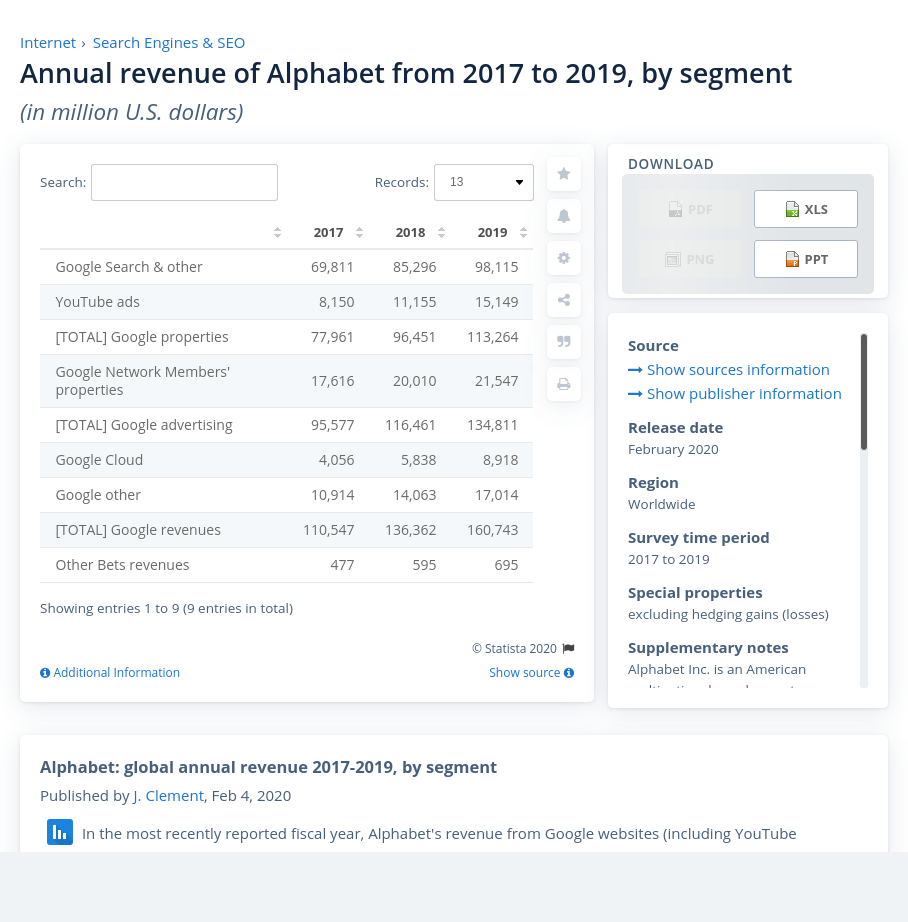 Internet › Search Engines & SEO
Annual revenue of Alphabet from 2017 to 2019, by segment
(in million U.S. dollars)
Search: Records: 13
2017 2018 2019
Google Search & other 69,811 85,296 98,115
YouTube ads 8,150 11,155 15,149
[TOTAL] Google properties 77,961 96,451 113,264
Google Network Members'
properties 17,616 20,010 21,547
[TOTAL] Google advertising 95,577 116,461 134,811
Google Cloud 4,056 5,838 8,918
Google other 10,914 14,063 17,014
[TOTAL] Google revenues 110,547 136,362 160,743
Other Bets revenues 477 595 695
Showing entries 1 to 9 (9 entries in total)
© Statista 2020
Additional Information Show source
DOWNLOAD
PDF XLS
PNG PPT
Source
Show sources information
Show publisher information
Release date
February 2020
Region
Worldwide
Survey time period
2017 to 2019
Special properties
excluding hedging gains (losses)
Supplementary notes
Alphabet Inc. is an American
Alphabet: global annual revenue 2017-2019, by segment
Published by J. Clement, Feb 4, 2020
In the most recently reported fiscal year, Alphabet's revenue from Google websites (including YouTube